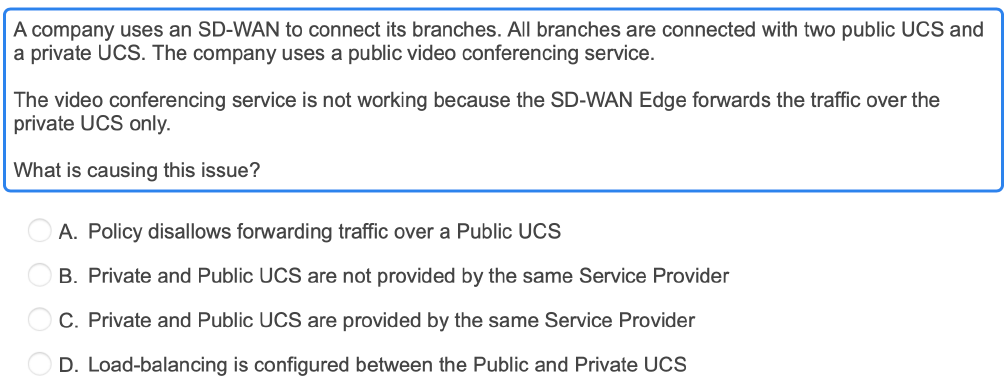 A company uses an SD-WAN to connect its branches. All branches are connected with two public UCS and
a private UCS. The company uses a public video conferencing service.
The video conferencing service is not working because the SD-WAN Edge forwards the traffic over the
private UCS only.
What is causing this issue?
A. Policy disallows forwarding traffic over a Public UCS
B. Private and Public UCS are not provided by the same Service Provider
C. Private and Public UCS are provided by the same Service Provider
D. Load-balancing is configured between the Public and Private UCS